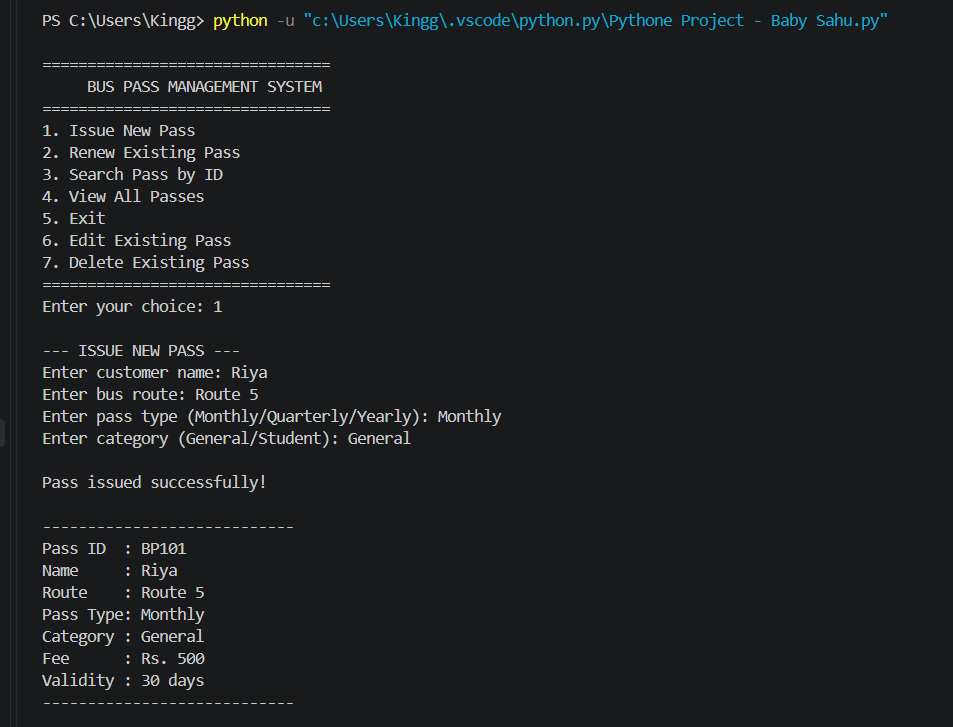 PS C:\Users\Kingg> python -u "c:\Users\Kingg\.vscode\python.py\Pythone Project - Baby Sahu.py"
================================
     BUS PASS MANAGEMENT SYSTEM
================================
1. Issue New Pass
2. Renew Existing Pass
3. Search Pass by ID
4. View All Passes
5. Exit
6. Edit Existing Pass
7. Delete Existing Pass
================================
Enter your choice: 1
--- ISSUE NEW PASS ---
Enter customer name: Riya
Enter bus route: Route 5
Enter pass type (Monthly/Quarterly/Yearly): Monthly
Enter category (General/Student): General
Pass issued successfully!
----------------------------
Pass ID  : BP101
Name     : Riya
Route    : Route 5
Pass Type: Monthly
Category : General
Fee      : Rs. 500
Validity : 30 days
----------------------------